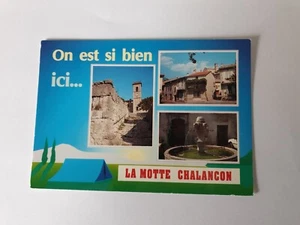 On est si bien
ici...
LA MOTTE CHALANCON